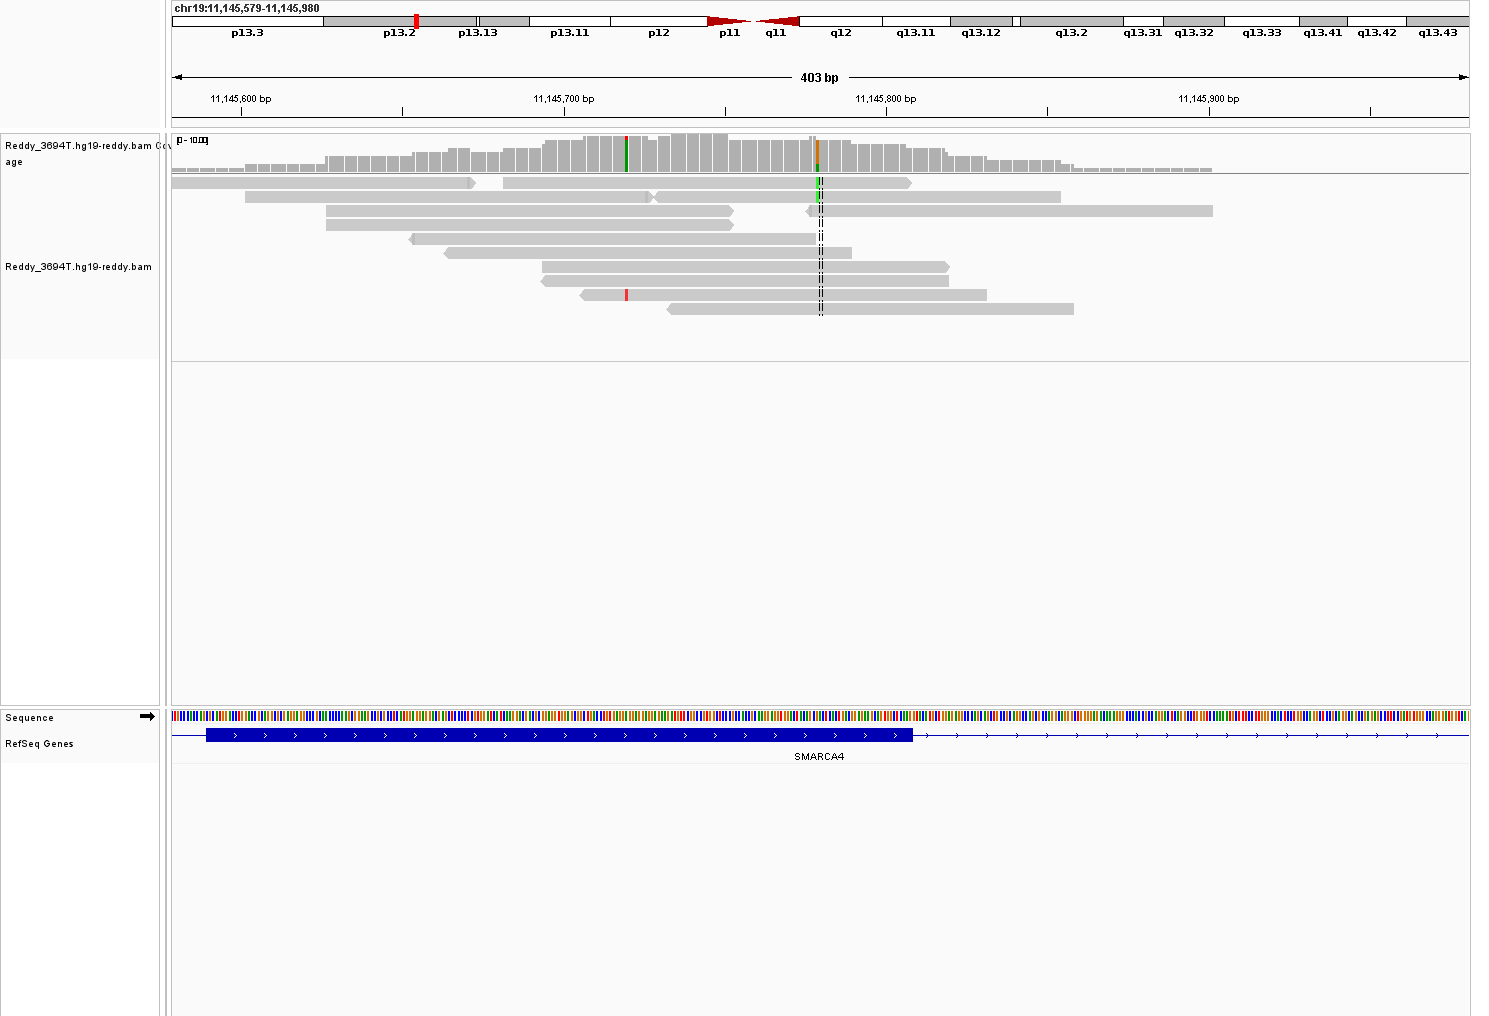 chr19:11,145,579-11,145,980
p13.3 p13.2 p13.13 p13.11 p12 p11 q11 q12 q13.11 q13.12 q13.2 q13.31 q13.32 q13.33 q13.41 q13.42 q13.43
403 bp
11,145,600 bp 11,145,700 bp 11,145,800 bp 11,145,900 bp
Reddy_3694T.hg19-reddy.bam Cov
age
[0 - 10.00]
Reddy_3694T.hg19-reddy.bam
Sequence
RefSeq Genes
SMARCA4